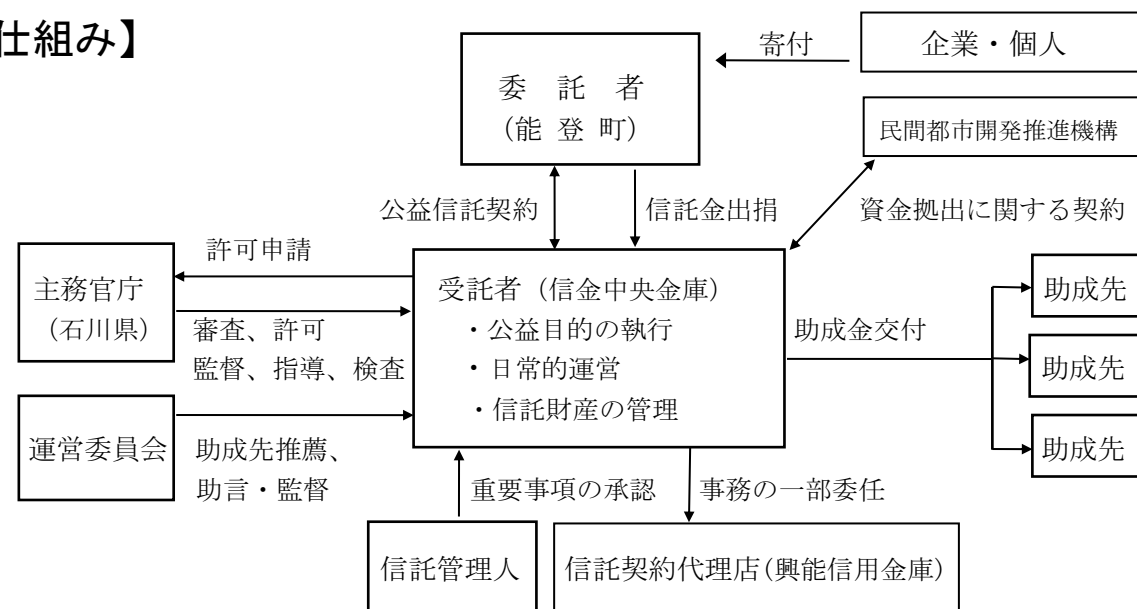 仕組み】
委託者
(能登町)
寄付
企業・個人
民間都市開発推進機構
公益信託契約
信託金出捐
資金拠出に関する契約
主務官庁
(石川県)
許可申請
審査、許可
監督、指導、検査
受託者（信金中央金庫）
・公益目的の執行
・日常的運営
・信託財産の管理
助成金交付
助成先
助成先
助成先
運営委員会
助成先推薦、
助言・監督
重要事項の承認
事務の一部委任
信託管理人
信託契約代理店(興能信用金庫)